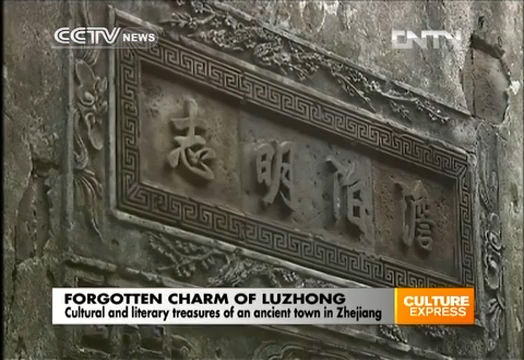 CCTV NEWS
CNTV
澹泊明志
FORGOTTEN CHARM OF LUZHONG
Cultural and literary treasures of an ancient town in Zhejiang
CULTURE
EXPRESS